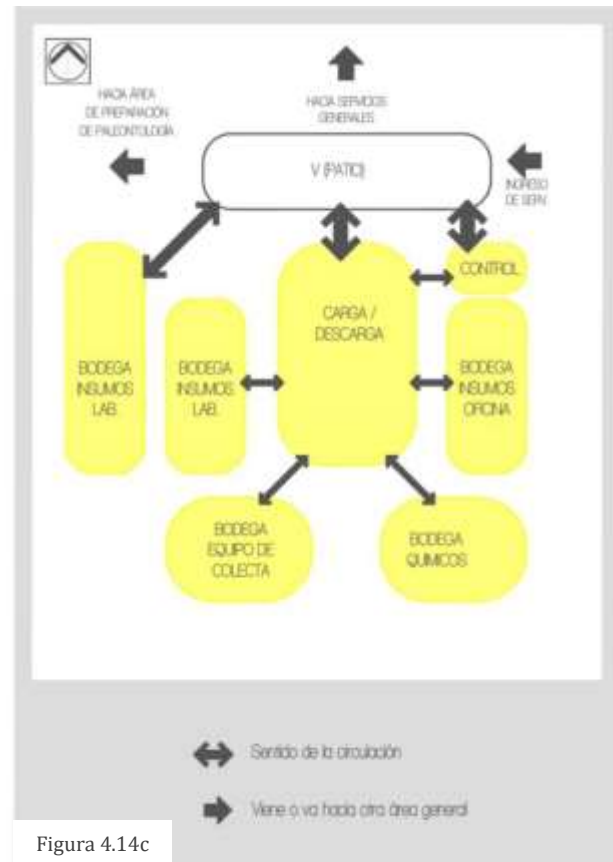 HACIA ÁREA
DE PREPARACIÓN
DE PALEONTOLOGÍA
HACIA SERVICIOS
GENERALES
V (PATIO)
INGRESO
DE SERV.
CONTROL
CARGA /
DESCARGA
BODEGA
INSUMOS
LAB.
BODEGA
INSUMOS
LAB.
BODEGA
INSUMOS
OFICINA
BODEGA
EQUIPO DE
COLECTA
BODEGA
QUIMICOS
Sentido de la circulación
Viene o va hacia otra área general
Figura 4.14c